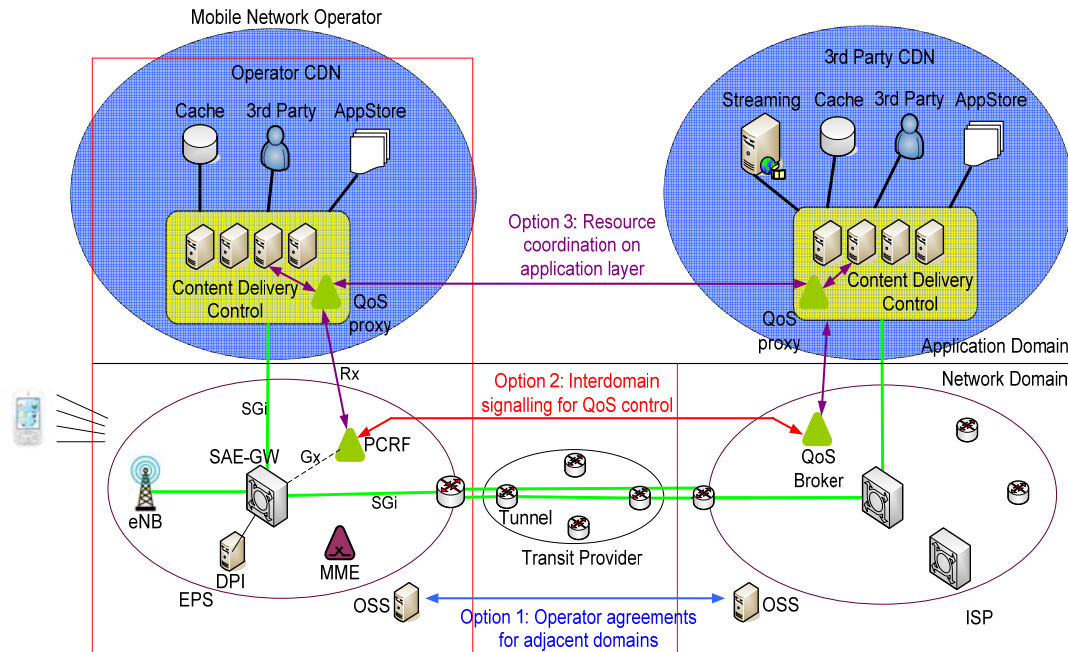 Mobile Network Operator
Operator CDN
Cache
3rd Party
AppStore
Content Delivery
Control
QoS
proxy
3rd Party CDN
Streaming
Cache
3rd Party
AppStore
Content Delivery
Control
QoS
proxy
Option 3: Resource
coordination on
application layer
Application Domain
Network Domain
Rx
Option 2: Interdomain
signalling for QoS control
SGi
SAE-GW
Gx
PCRF
QoS
Broker
eNB
SGi
Tunnel
Transit Provider
DPI
MME
EPS
OSS
OSS
ISP
Option 1: Operator agreements
for adjacent domains